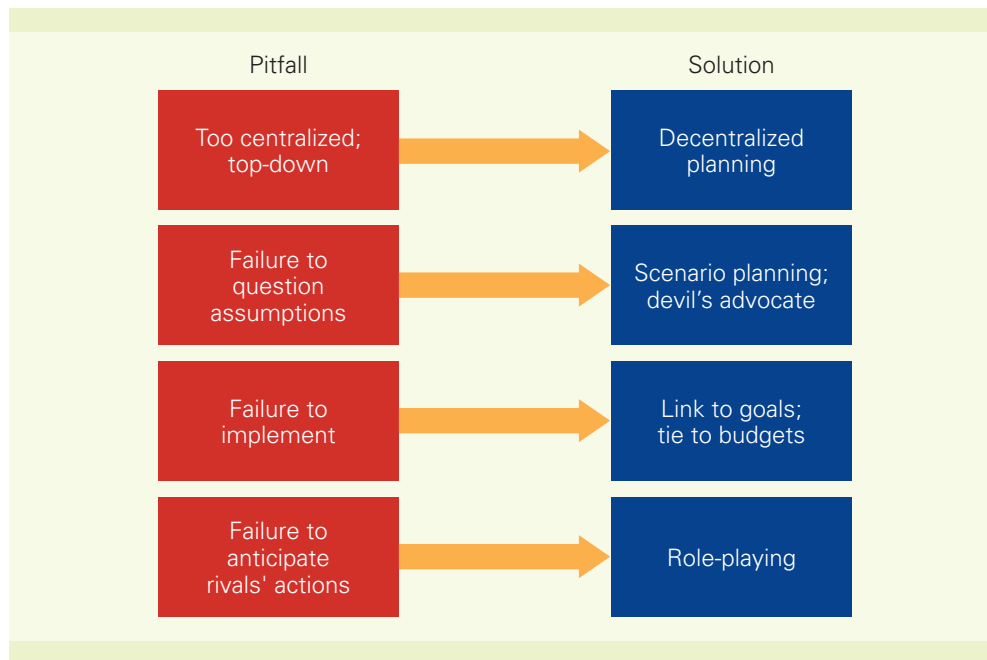 Pitfall
Solution
Too centralized;
top-down
Decentralized
planning
Failure to
question
assumptions
Scenario planning;
devil’s advocate
Failure to
implement
Link to goals;
tie to budgets
Failure to
anticipate
rivals' actions
Role-playing